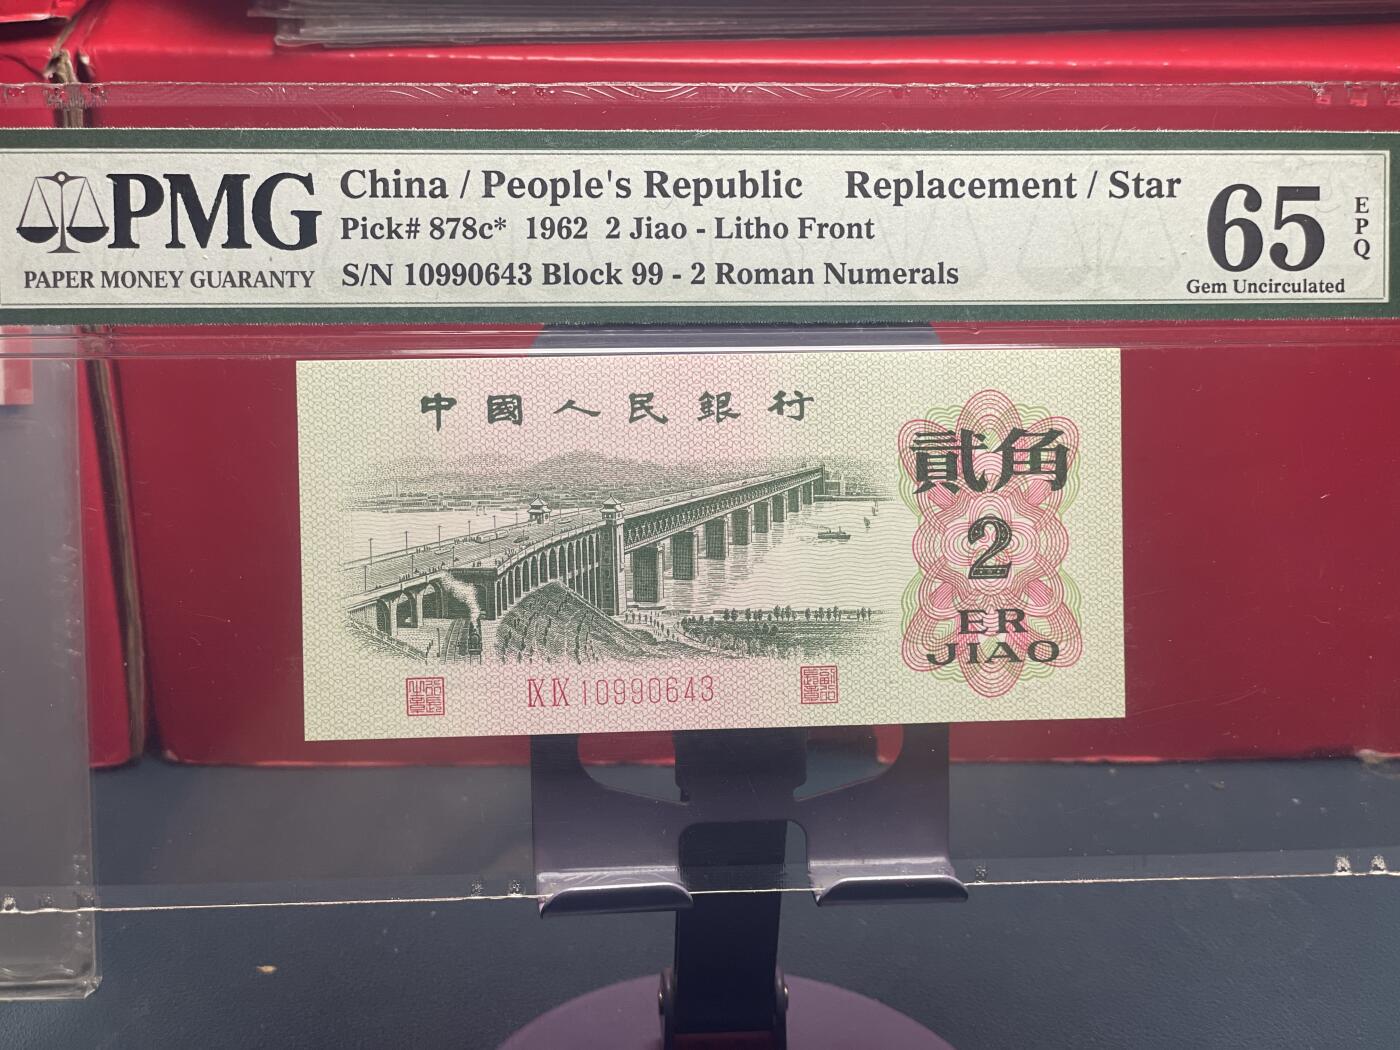 PMG
PAPER MONEY GUARANTY
China / People's Republic Replacement / Star
Pick# 878c* 1962 2 Jiao - Litho Front
S/N 10990643 Block 99 - 2 Roman Numerals
65
EPQ
Gem Uncirculated
中國人民銀行
貳角
2
ER
JIAO
IX IX 10990643